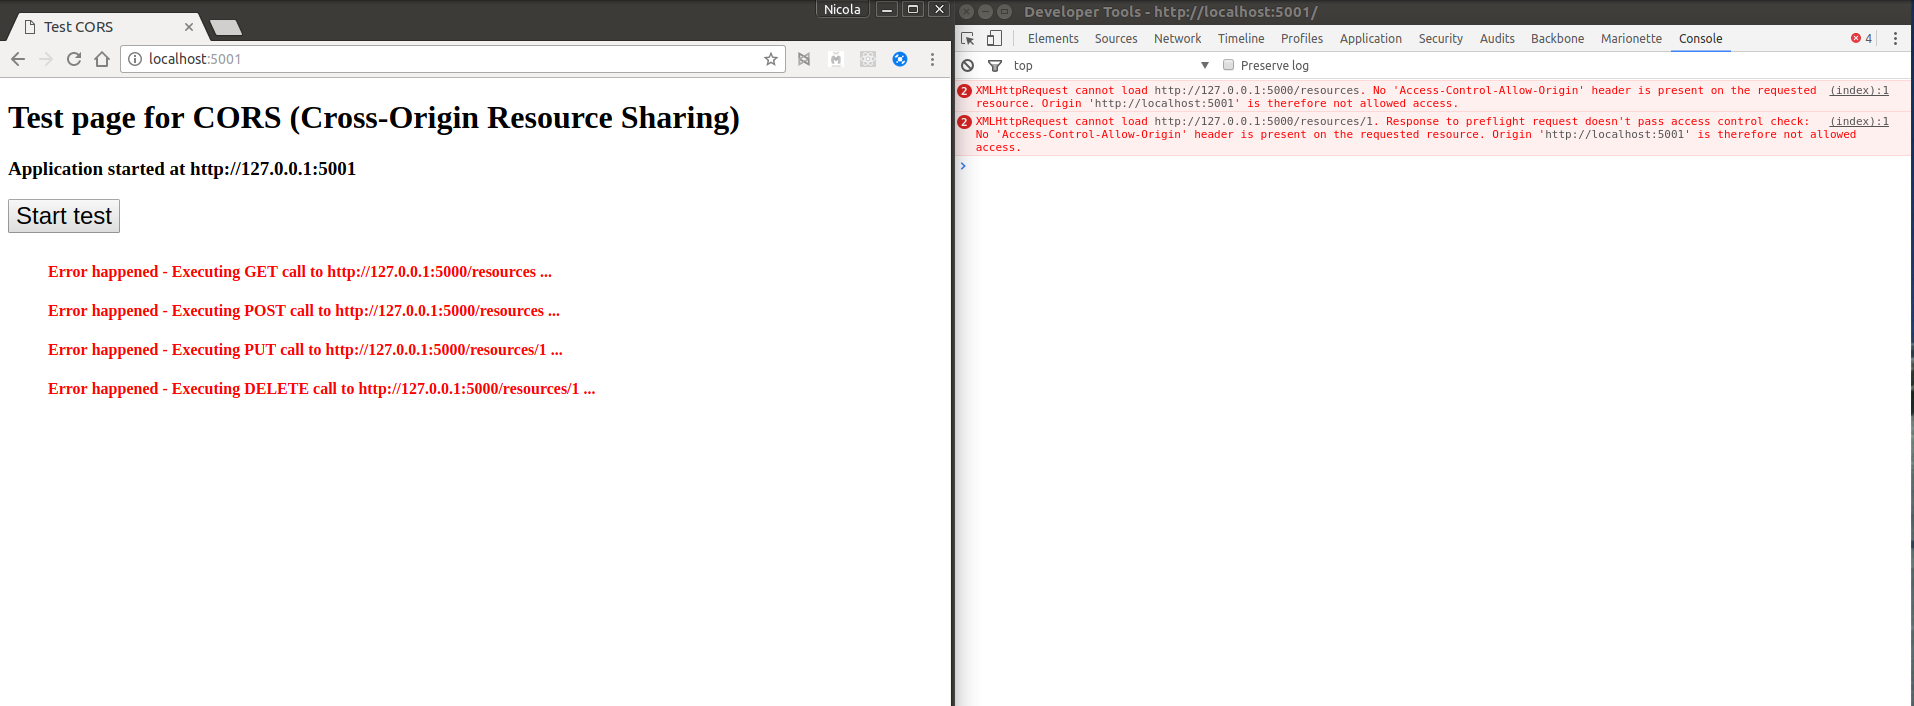 Nicola
Test CORS
localhost:5001
Test page for CORS (Cross-Origin Resource Sharing)
Application started at http://127.0.0.1:5001
Start test
Error happened - Executing GET call to http://127.0.0.1:5000/resources ...
Error happened - Executing POST call to http://127.0.0.1:5000/resources ...
Error happened - Executing PUT call to http://127.0.0.1:5000/resources/1 ...
Error happened - Executing DELETE call to http://127.0.0.1:5000/resources/1 ...
Developer Tools - http://localhost:5001/
Elements Sources Network Timeline Profiles Application Security Audits Backbone Marionette Console 4
top Preserve log
2 XMLHttpRequest cannot load http://127.0.0.1:5000/resources. No 'Access-Control-Allow-Origin' header is present on the requested (index):1
resource. Origin 'http://localhost:5001' is therefore not allowed access.
2 XMLHttpRequest cannot load http://127.0.0.1:5000/resources/1. Response to preflight request doesn't pass access control check: (index):1
No 'Access-Control-Allow-Origin' header is present on the requested resource. Origin 'http://localhost:5001' is therefore not allowed
access.